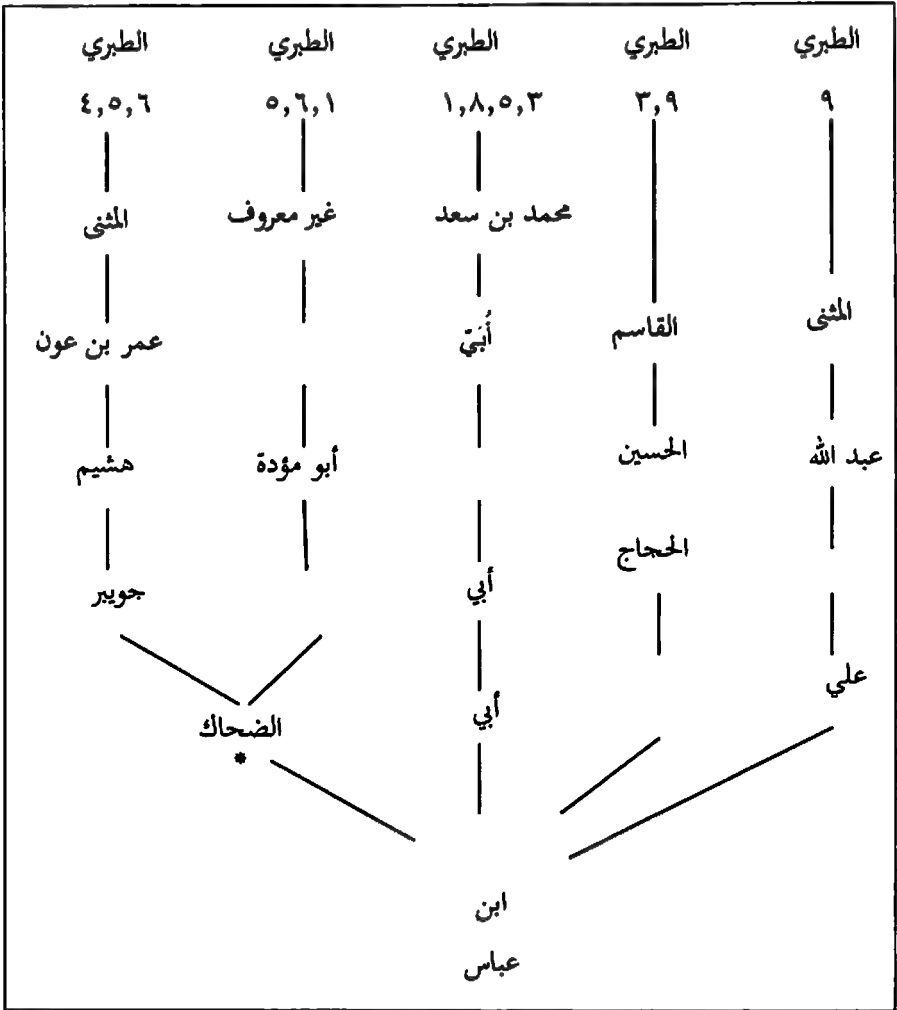 الطبري الطبري الطبري الطبري الطبري
٩ ٣,٩ ١,٨,٥,٣ ٥,٦,١ ٤,٥,٦
محمد بن سعد غير معروف المثنى
المثنى القاسم أُبَيّ عمر بن عون
عبد الله الحسين أبو مؤدة هشيم
الحجاج
أبي جويبر
علي
أبي الضحاك
*
ابن
عباس